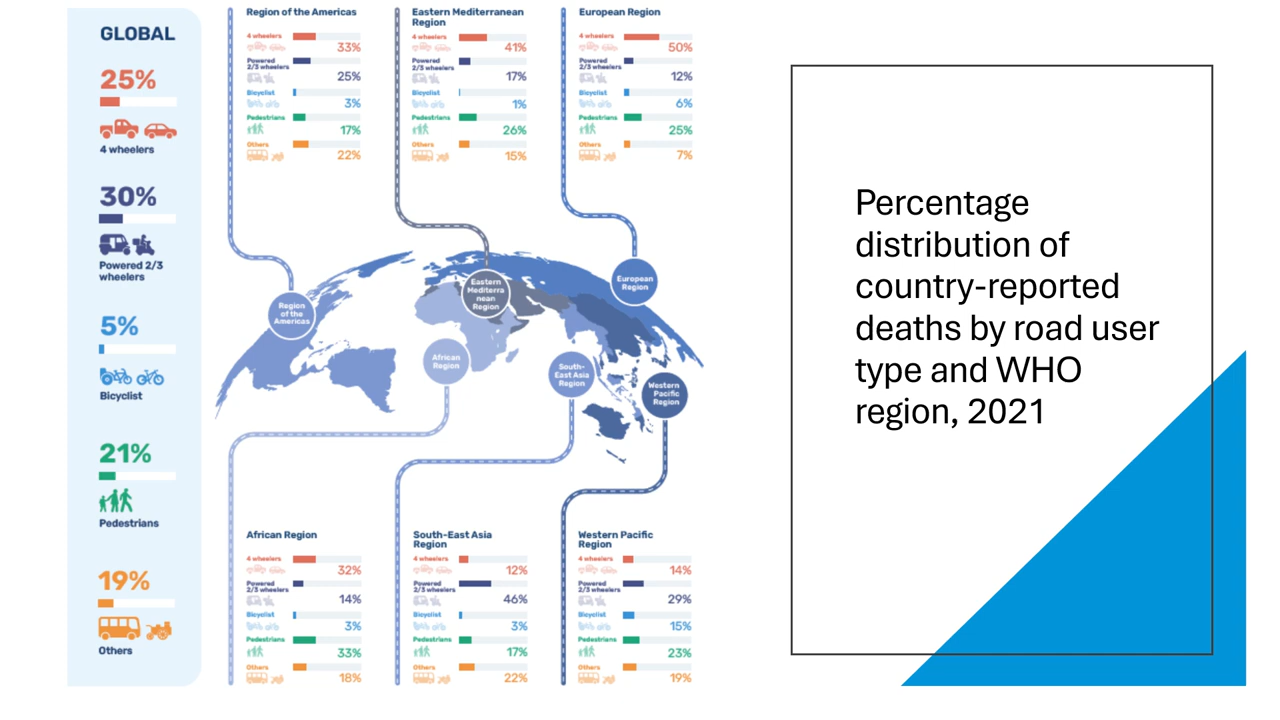 GLOBAL
25%
4 wheelers
30%
Powered 2/3
wheelers
5%
Bicyclist
21%
Pedestrians
19%
Others
Region of the Americas
4 wheelers
33%
Powered
2/3 wheelers
25%
Bicyclist
3%
Pedestrians
17%
Others
22%
Eastern Mediterranean
Region
4 wheelers
41%
Powered
2/3 wheelers
17%
Bicyclist
1%
Pedestrians
26%
Others
15%
European Region
4 wheelers
50%
Powered
2/3 wheelers
12%
Bicyclist
6%
Pedestrians
25%
Others
7%
Region
of the
Americas
Eastern
Mediterra
nean
Region
European
Region
African
Region
South-
East Asia
Region
Western
Pacific
Region
African Region
4 wheelers
32%
Powered
2/3 wheelers
14%
Bicyclist
3%
Pedestrians
33%
Others
18%
South-East Asia
Region
4 wheelers
12%
Powered
2/3 wheelers
46%
Bicyclist
3%
Pedestrians
17%
Others
22%
Western Pacific
Region
4 wheelers
14%
Powered
2/3 wheelers
29%
Bicyclist
15%
Pedestrians
23%
Others
19%
Percentage
distribution of
country-reported
deaths by road user
type and WHO
region, 2021